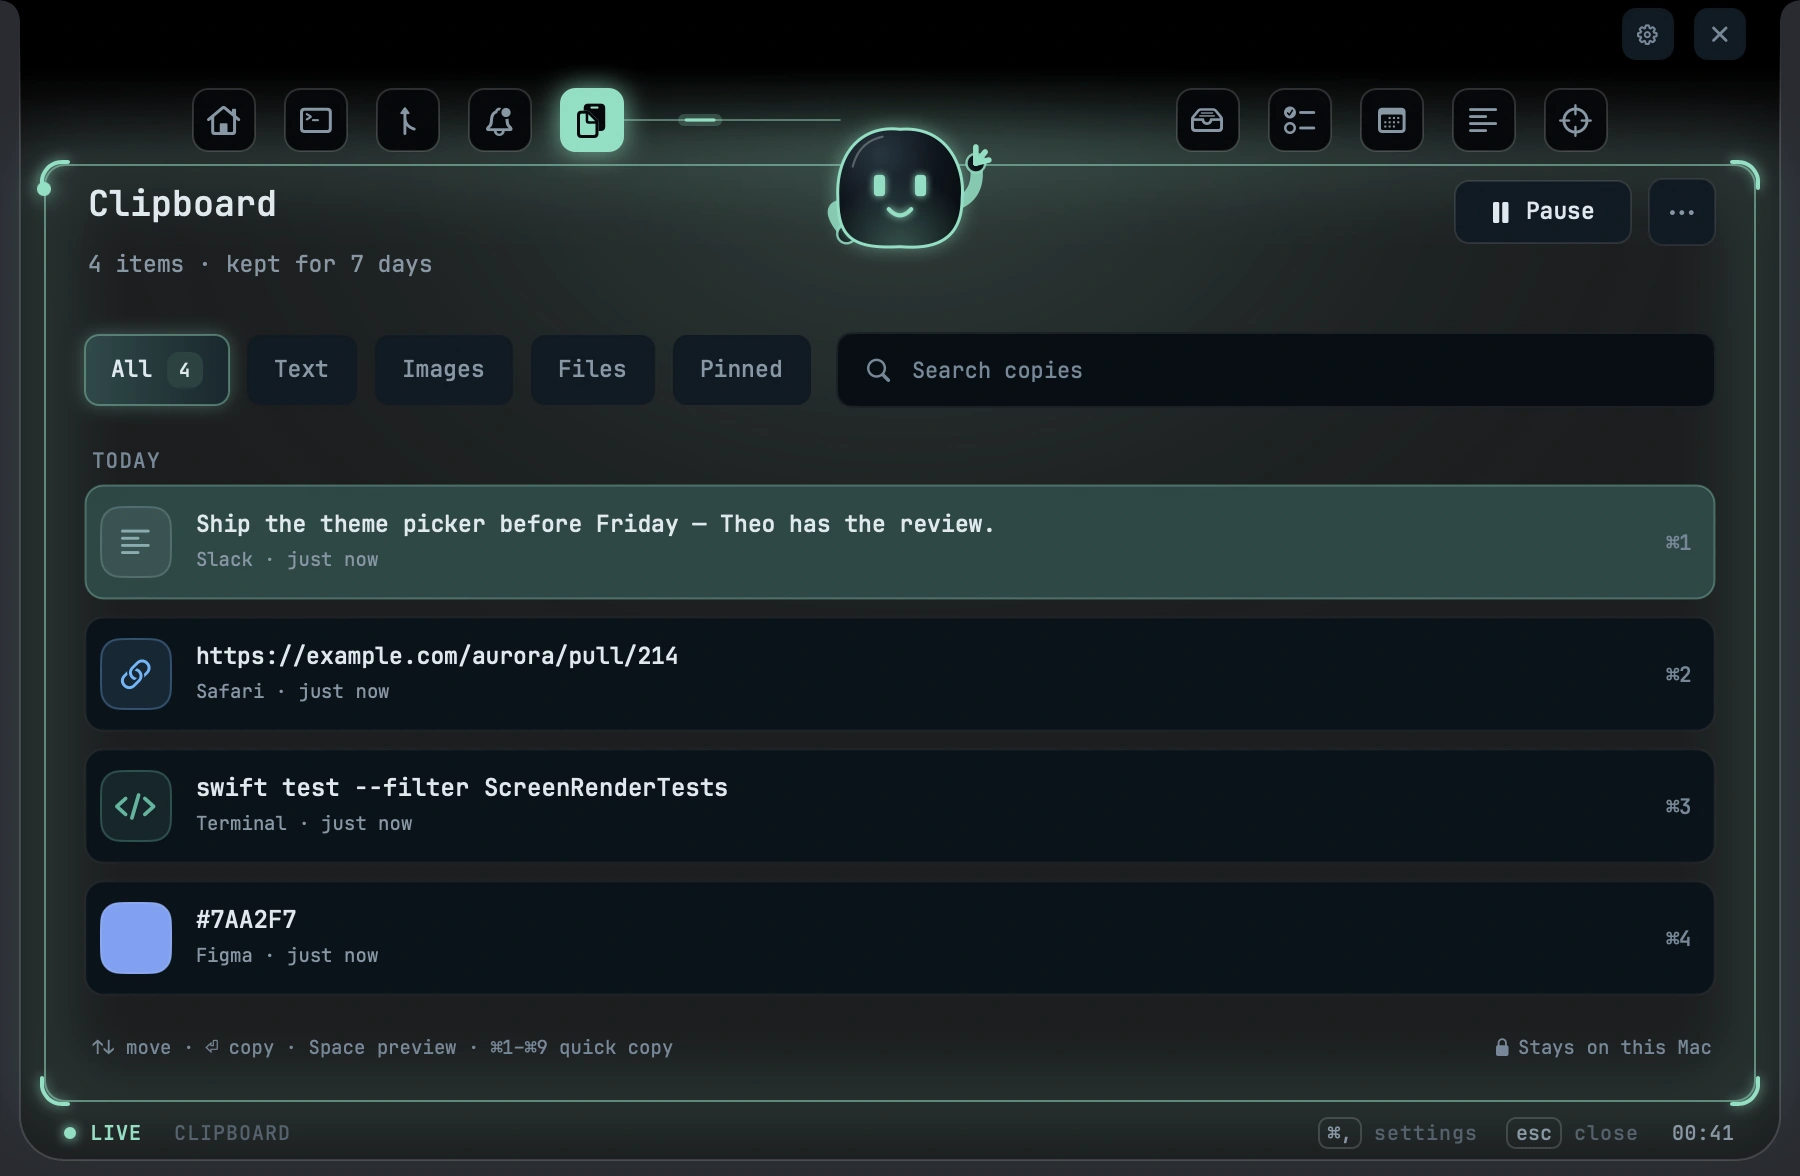 Clipboard
Pause
4 items · kept for 7 days
All 4 Text Images Files Pinned Search copies
TODAY
Ship the theme picker before Friday — Theo has the review.
Slack · just now
⌘1
https://example.com/aurora/pull/214
Safari · just now
⌘2
swift test --filter ScreenRenderTests
Terminal · just now
⌘3
#7AA2F7
Figma · just now
⌘4
↑↓ move · ⏎ copy · Space preview · ⌘1–⌘9 quick copy
Stays on this Mac
LIVE CLIPBOARD
⌘, settings esc close 00:41